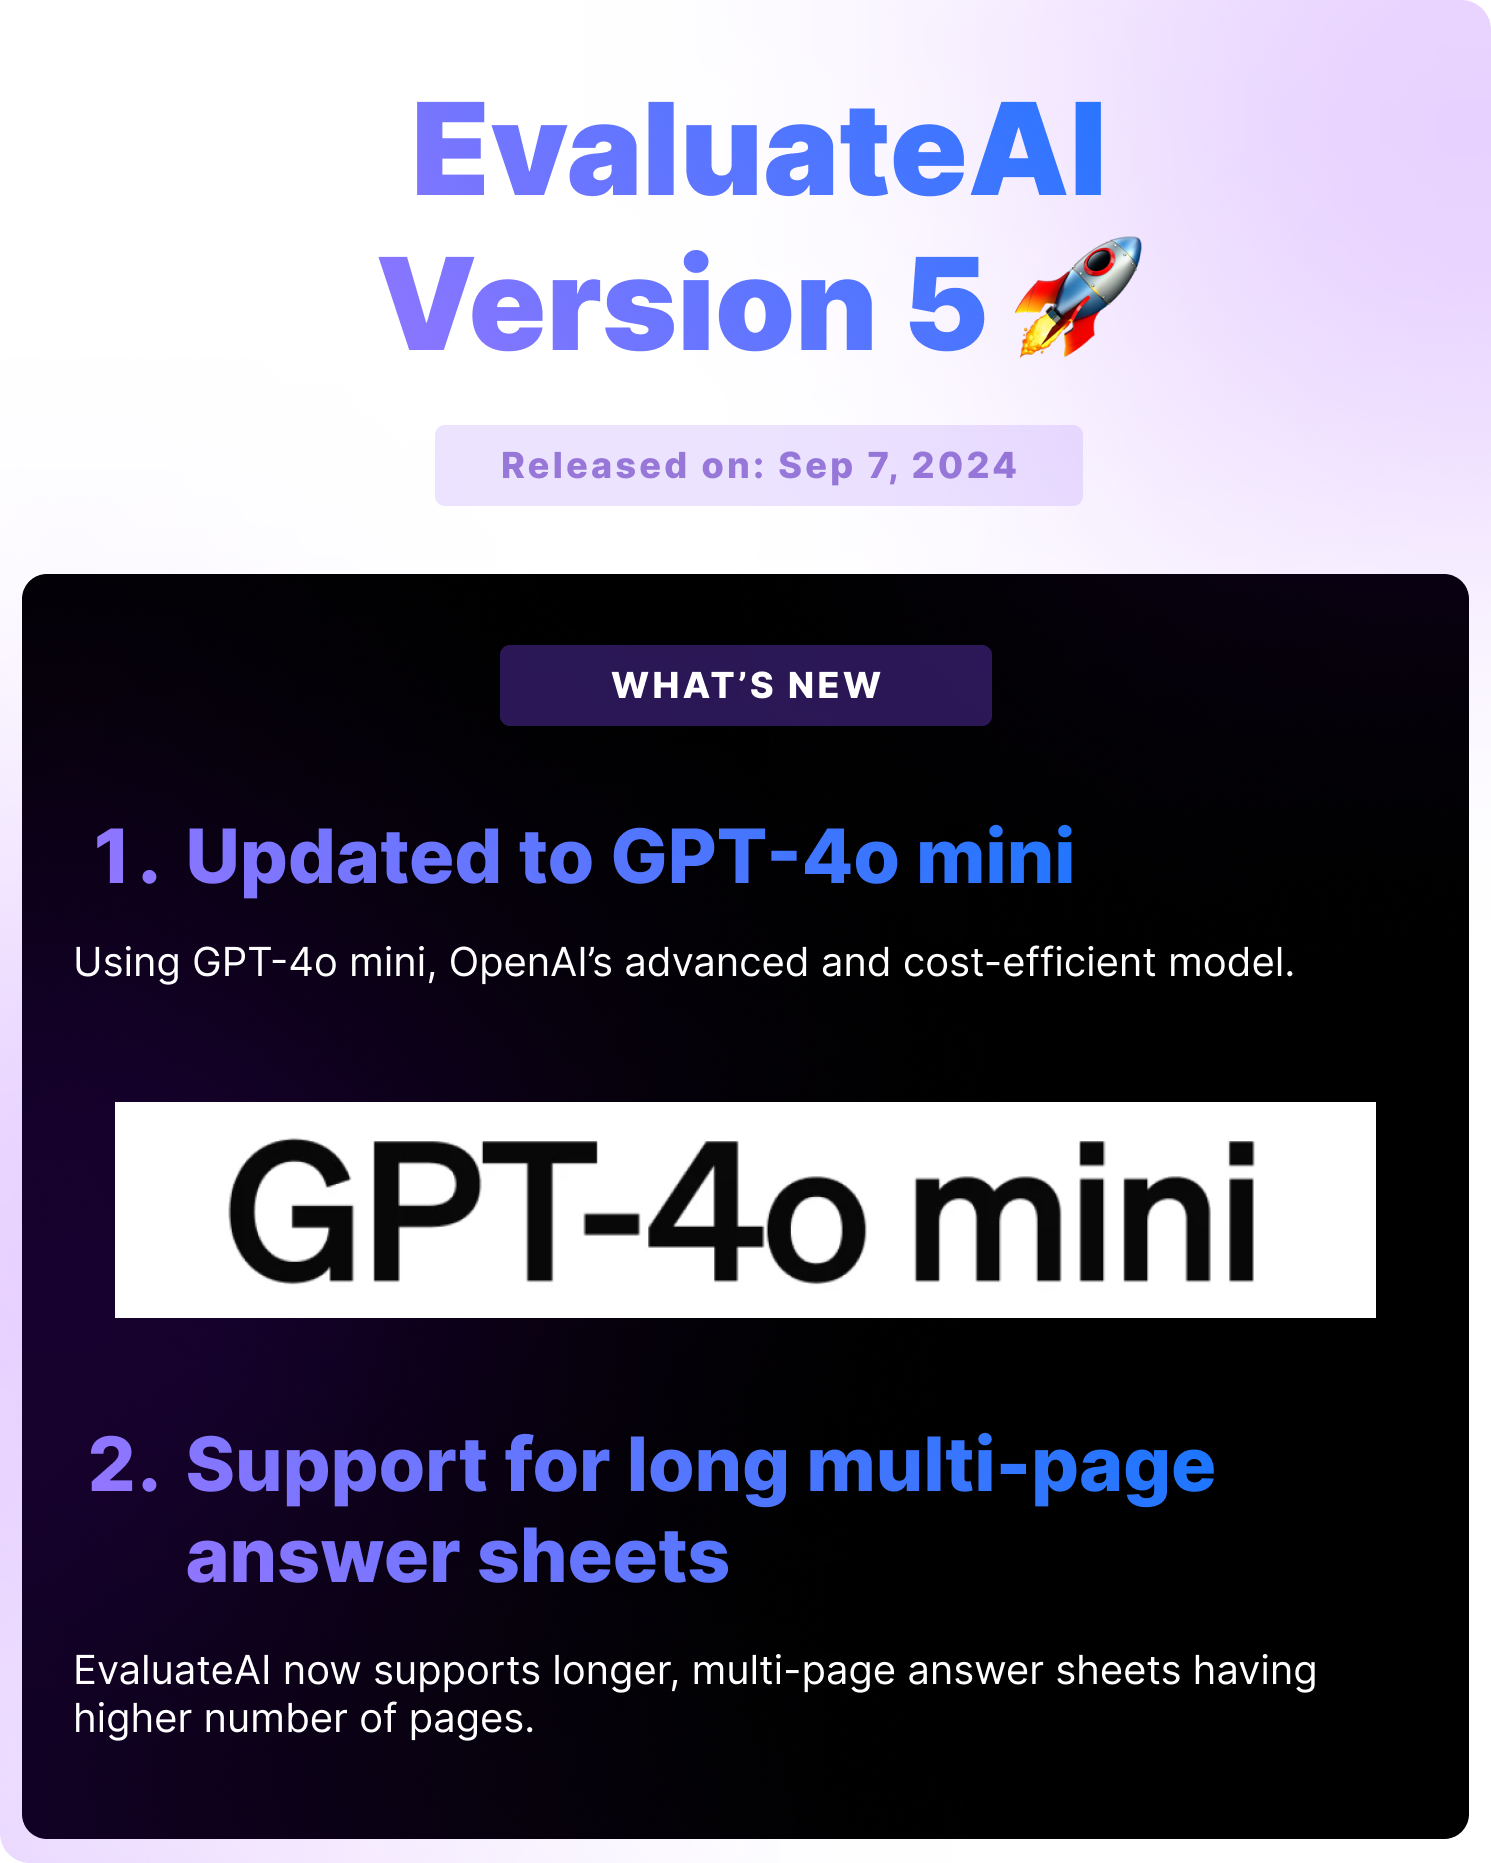 EvaluateAI
Version 5 🚀
Released on: Sep 7, 2024
WHAT’S NEW
1. Updated to GPT-4o mini
Using GPT-4o mini, OpenAI’s advanced and cost-efficient model.
GPT-4o mini
2. Support for long multi-page
answer sheets
EvaluateAI now supports longer, multi-page answer sheets having
higher number of pages.